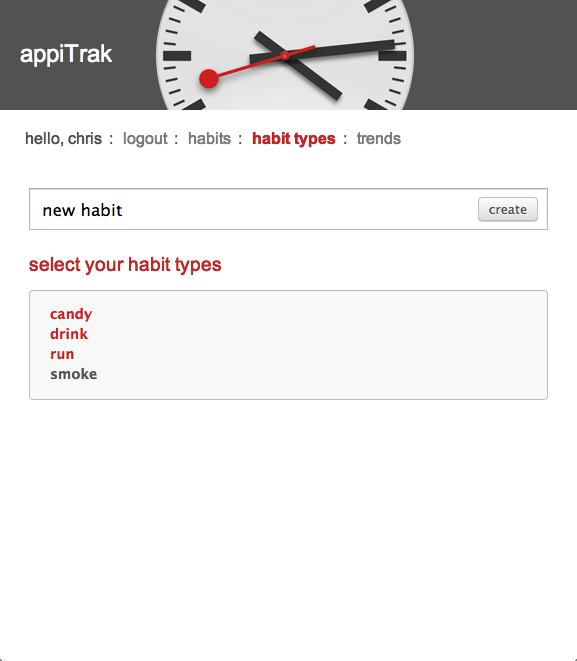 appiTrak
hello, chris : logout : habits : habit types : trends
new habit create
select your habit types
candy
drink
run
smoke